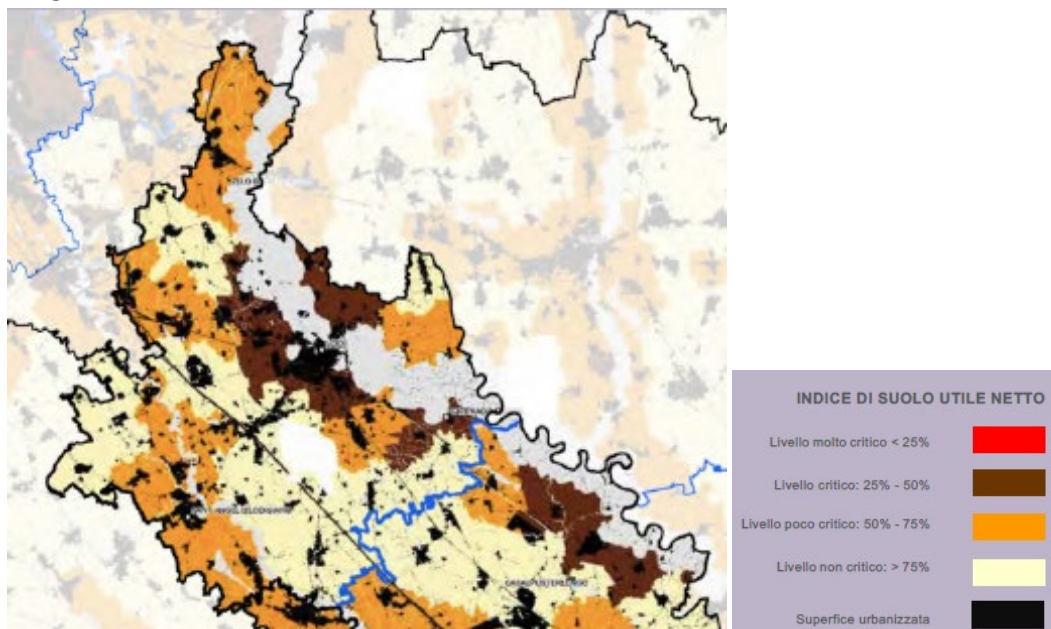 INDICE DI SUOLO UTILE NETTO
Livello molto critico < 25%
Livello critico: 25% - 50%
Livello poco critico: 50% - 75%
Livello non critico: > 75%
Superfice urbanizzata